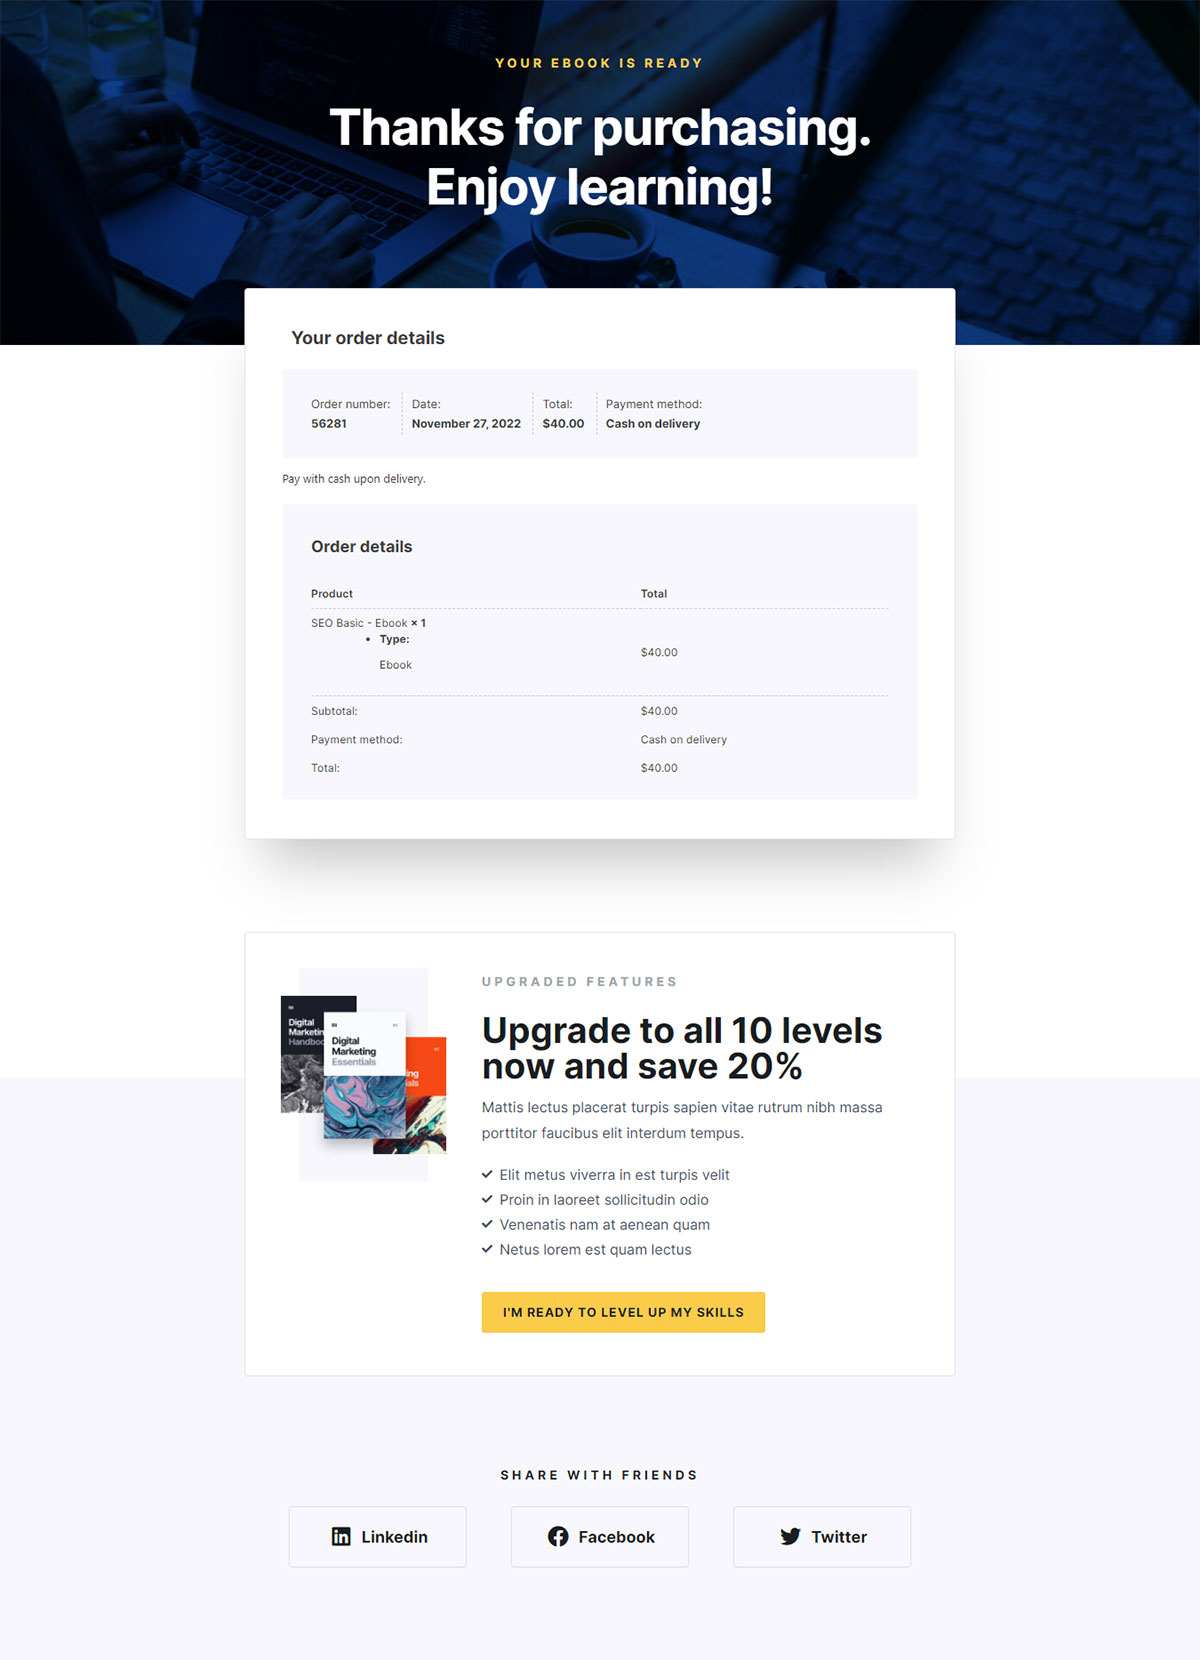 YOUR EBOOK IS READY
Thanks for purchasing.
Enjoy learning!
Your order details
Order number:
56281
Date:
November 27, 2022
Total:
$40.00
Payment method:
Cash on delivery
Pay with cash upon delivery.
Order details
Product Total
SEO Basic - Ebook × 1
• Type:
Ebook
$40.00
Subtotal: $40.00
Payment method: Cash on delivery
Total: $40.00
Digital
Marketin
Handboo
Digital
Marketing
Essentials
ing
ials
UPGRADED FEATURES
Upgrade to all 10 levels
now and save 20%
Mattis lectus placerat turpis sapien vitae rutrum nibh massa
porttitor faucibus elit interdum tempus.
Elit metus viverra in est turpis velit
Proin in laoreet sollicitudin odio
Venenatis nam at aenean quam
Netus lorem est quam lectus
I'M READY TO LEVEL UP MY SKILLS
SHARE WITH FRIENDS
Linkedin
Facebook
Twitter